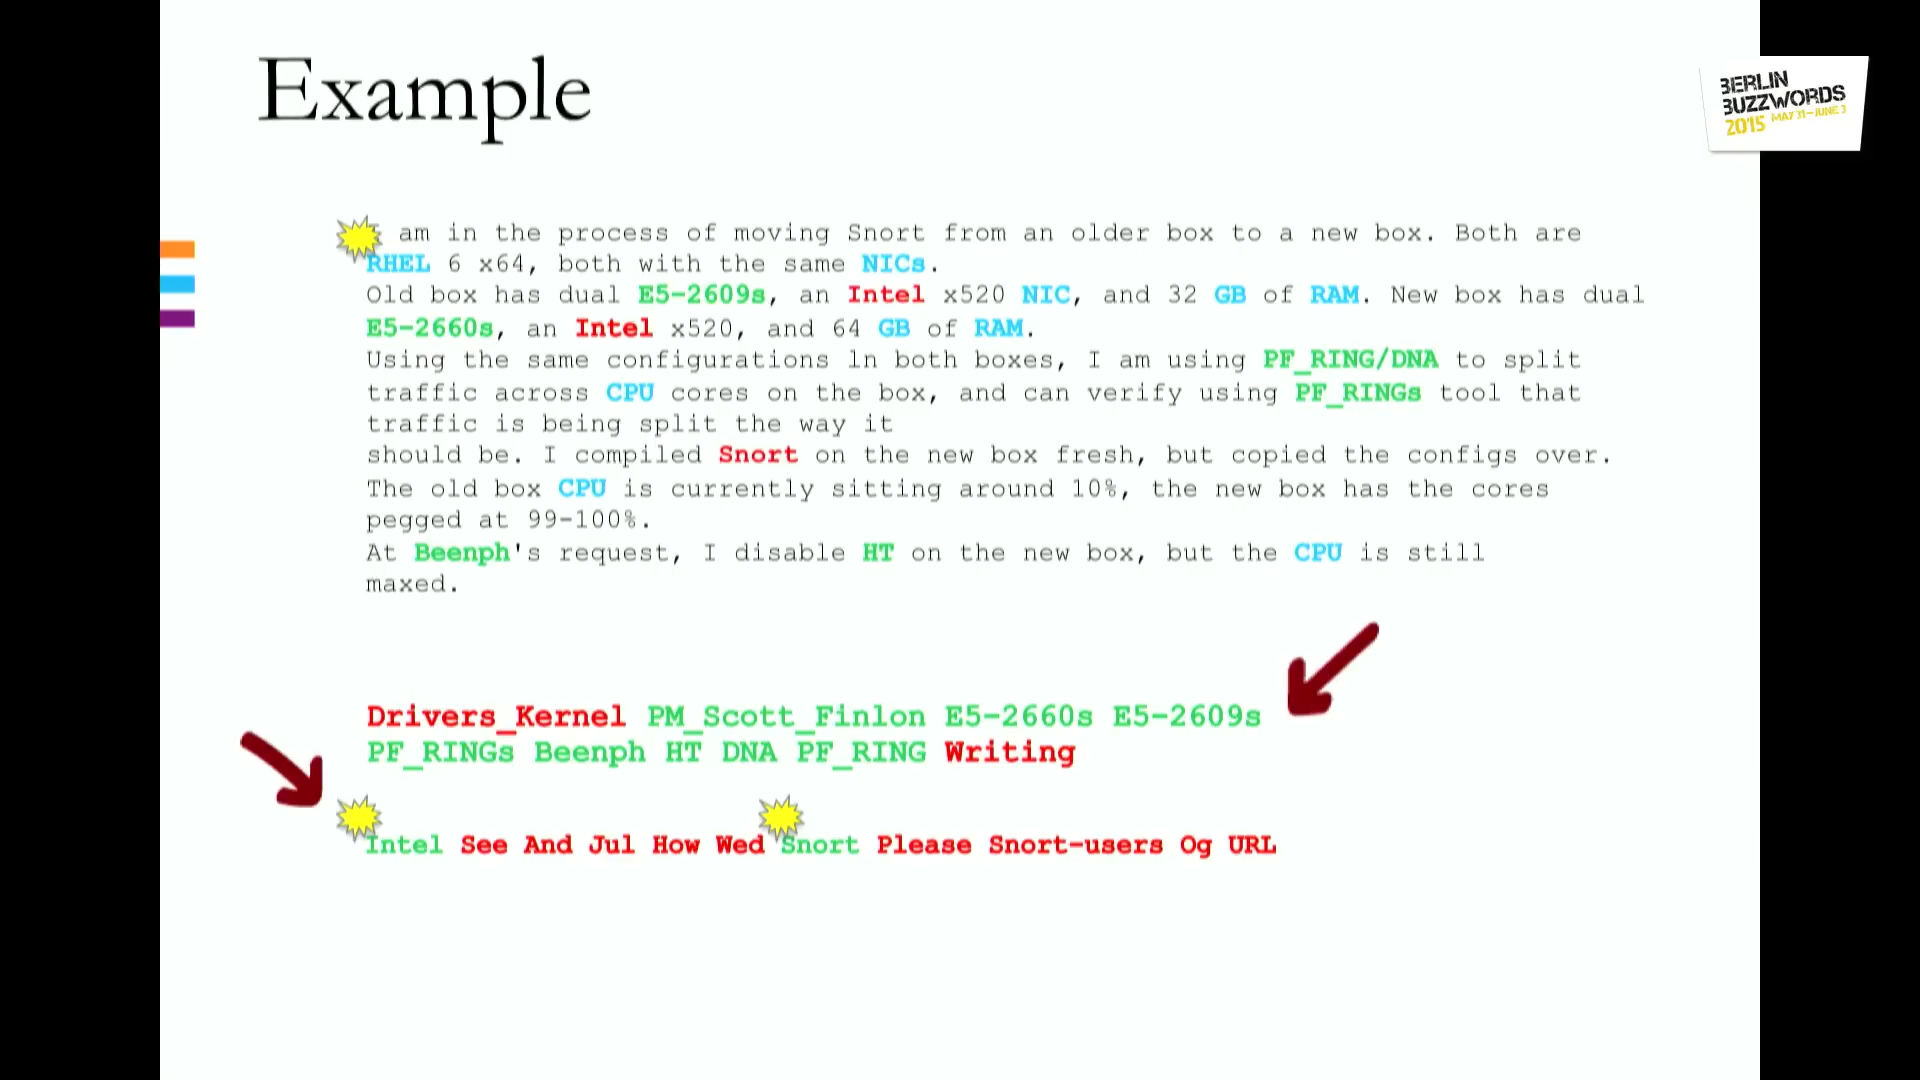 Example
BERLIN
BUZZWORDS
2015 MAY 31-JUNE 3
am in the process of moving Snort from an older box to a new box. Both are
RHEL 6 x64, both with the same NICs.
Old box has dual E5-2609s, an Intel x520 NIC, and 32 GB of RAM. New box has dual
E5-2660s, an Intel x520, and 64 GB of RAM.
Using the same configurations ln both boxes, I am using PF_RING/DNA to split
traffic across CPU cores on the box, and can verify using PF_RINGs tool that
traffic is being split the way it
should be. I compiled Snort on the new box fresh, but copied the configs over.
The old box CPU is currently sitting around 10%, the new box has the cores
pegged at 99-100%.
At Beenph's request, I disable HT on the new box, but the CPU is still
maxed.
Drivers_Kernel PM_Scott_Finlon E5-2660s E5-2609s
PF_RINGs Beenph HT DNA PF_RING Writing
Intel See And Jul How Wed Snort Please Snort-users Og URL